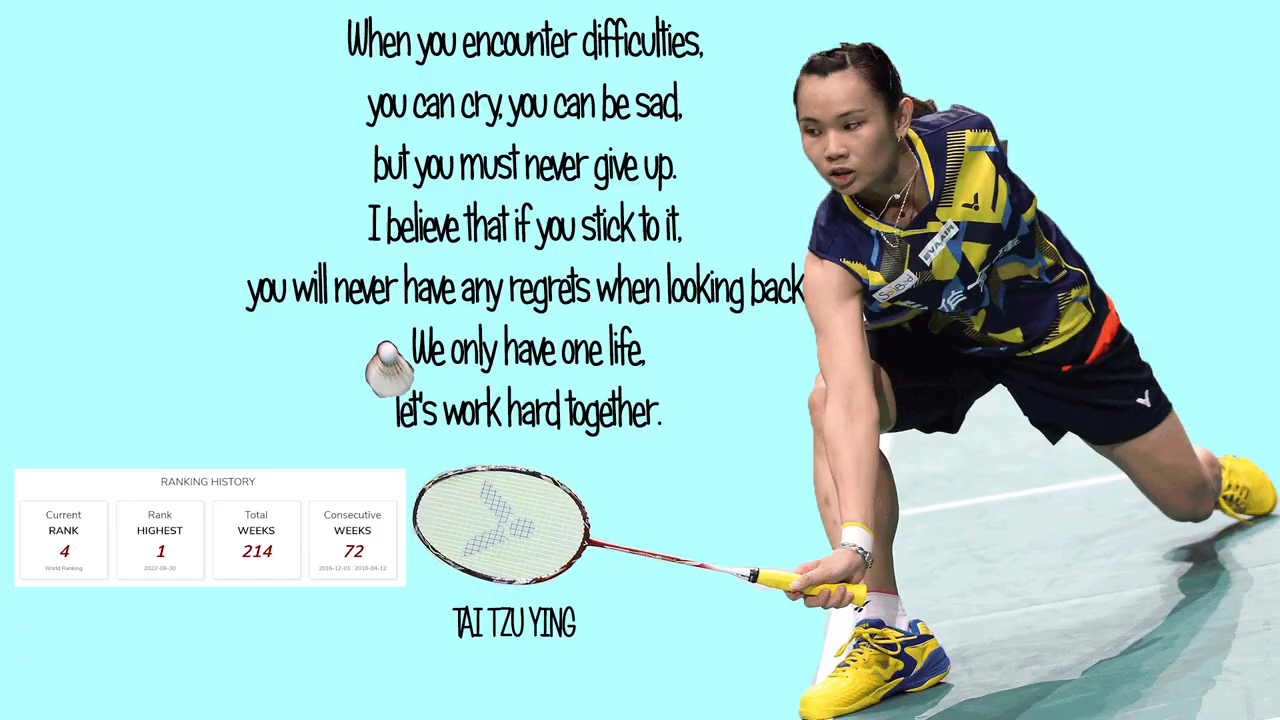 When you encounter difficulties,
you can cry, you can be sad,
but you must never give up.
I believe that if you stick to it,
you will never have any regrets when looking back
We only have one life,
let's work hard together.
EVA AIR
RANKING HISTORY
Current
RANK
4
World Ranking
Rank
HIGHEST
1
2022-08-30
Total
WEEKS
214
Consecutive
WEEKS
72
2016-12-01 : 2018-04-12
TAI TZU YING